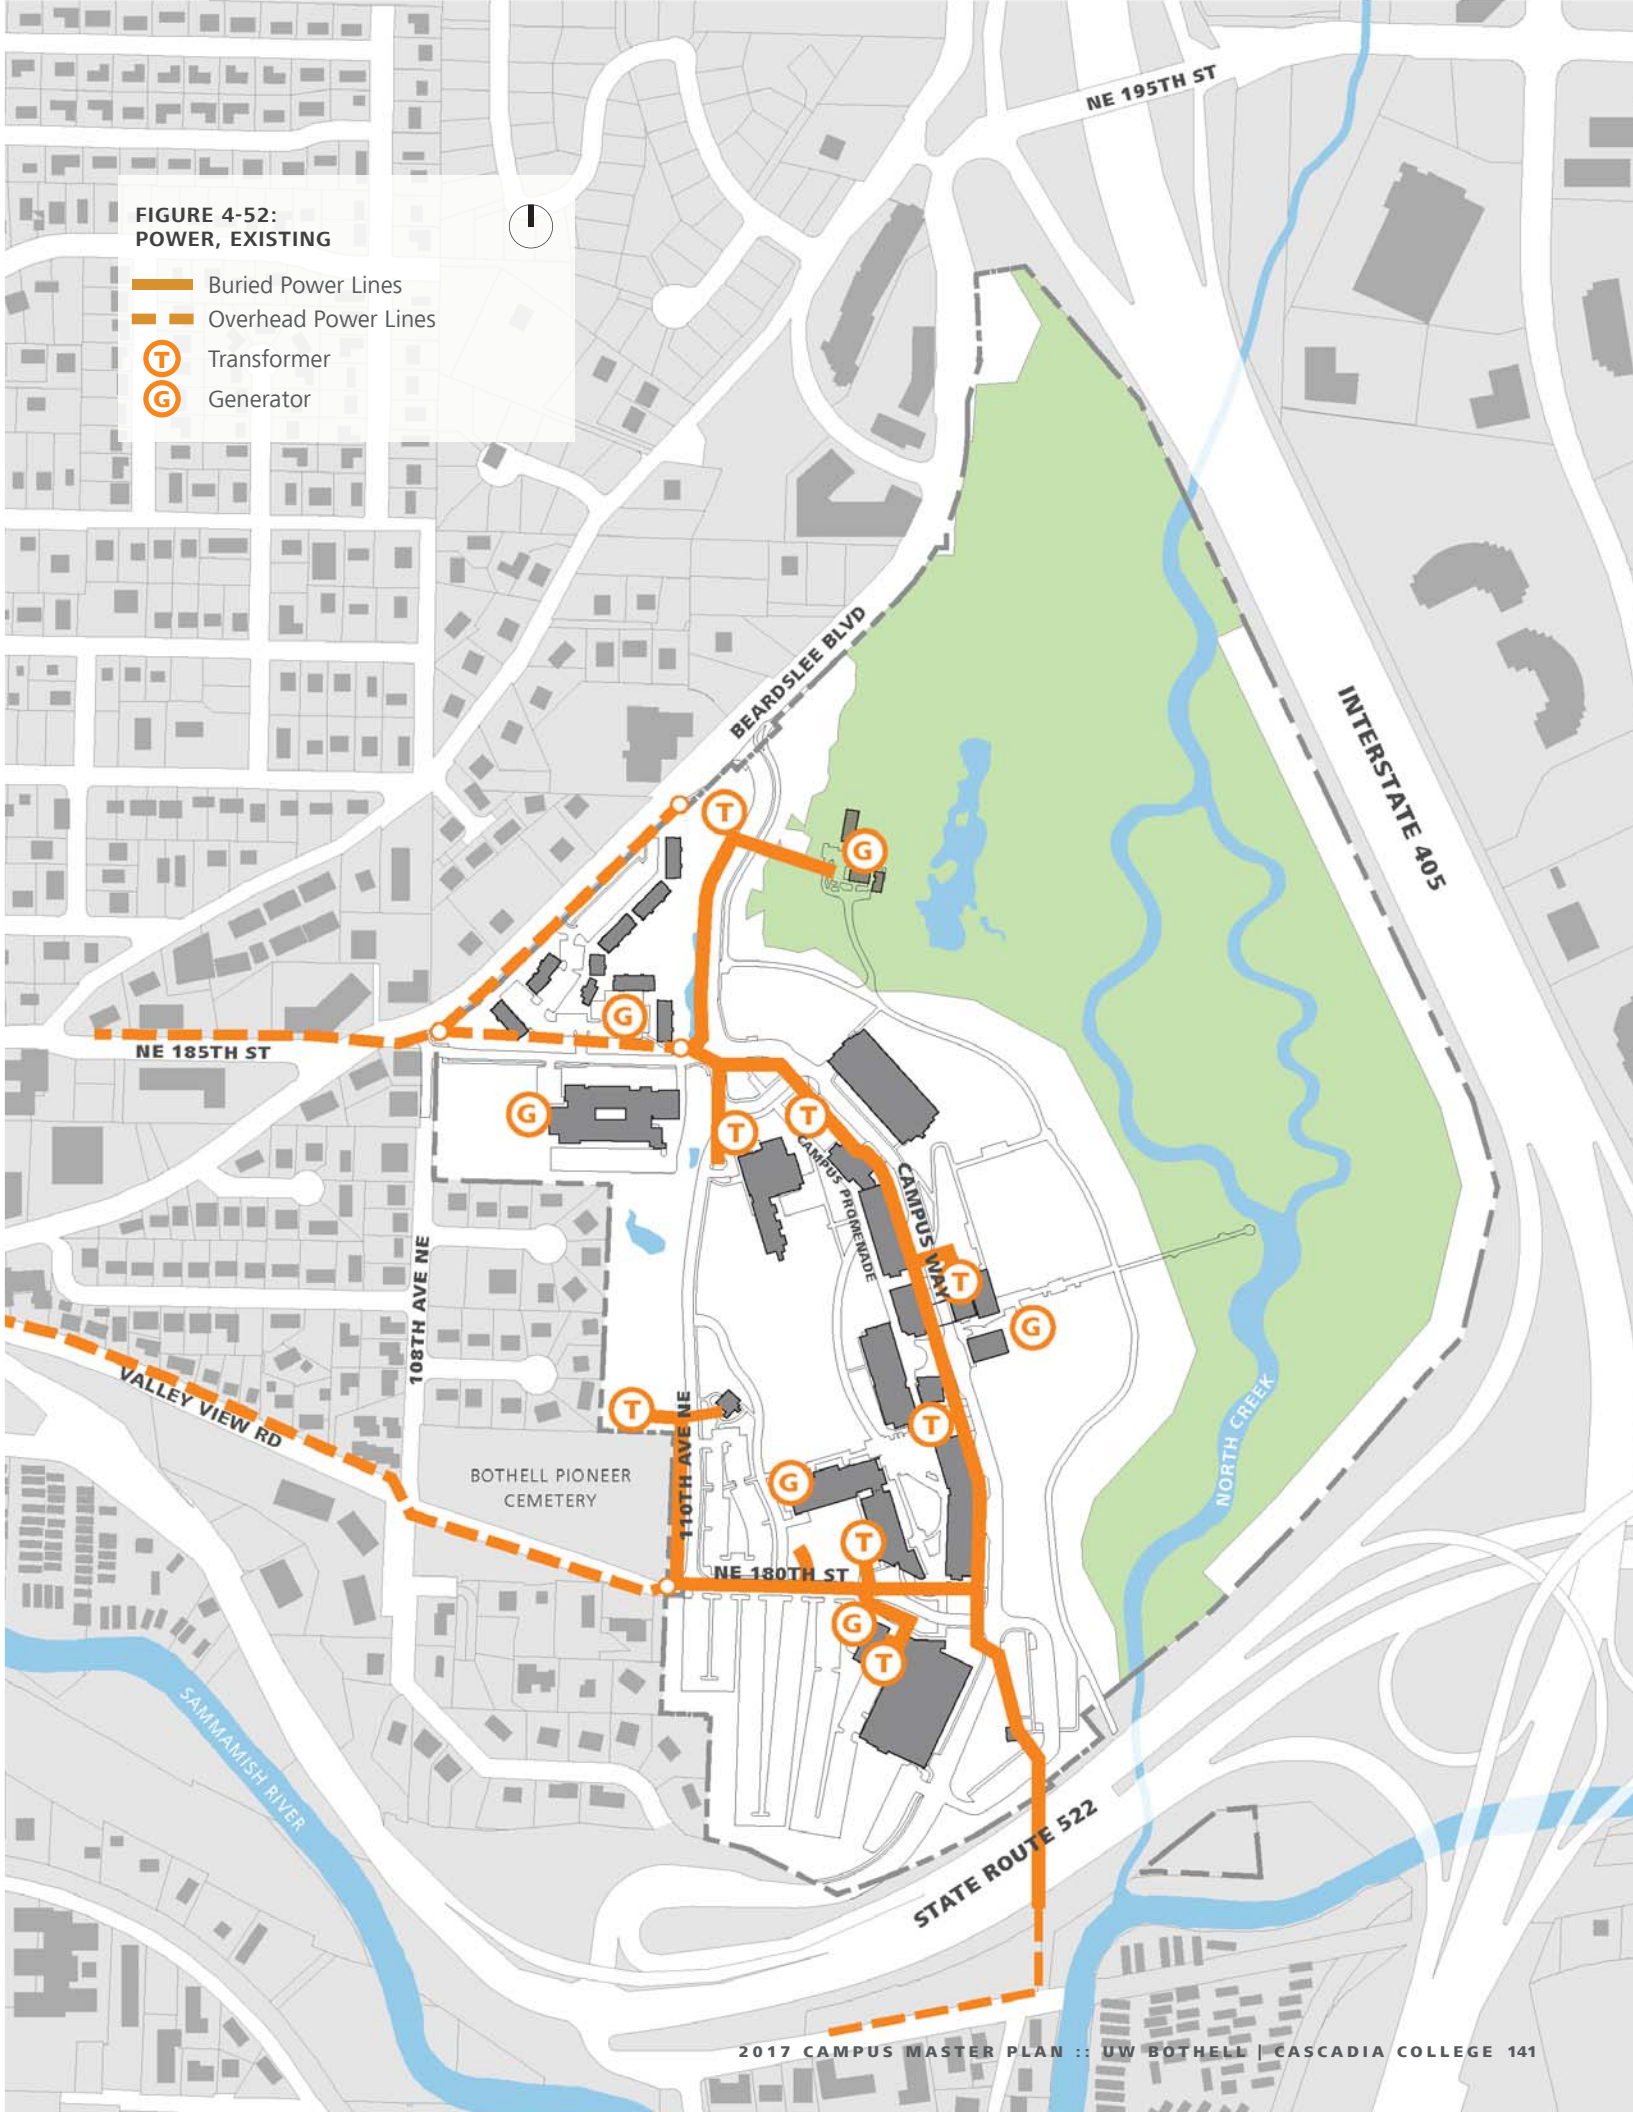 NE 195TH ST
FIGURE 4-52:
POWER, EXISTING
Buried Power Lines
Overhead Power Lines
T Transformer
G Generator
BEARDSLEE BLVD
INTERSTATE 405
T
G
G
NE 185TH ST
G
T
T
CAMPUS PROMENADE
CAMPUS WAY
T
G
108TH AVE NE
VALLEY VIEW RD
T
T
110TH AVE NE
NORTH CREEK
BOTHELL PIONEER
CEMETERY
G
T
NE 180TH ST
G
T
SAMMAMISH RIVER
STATE ROUTE 522
2017 CAMPUS MASTER PLAN :: UW BOTHELL | CASCADIA COLLEGE 141